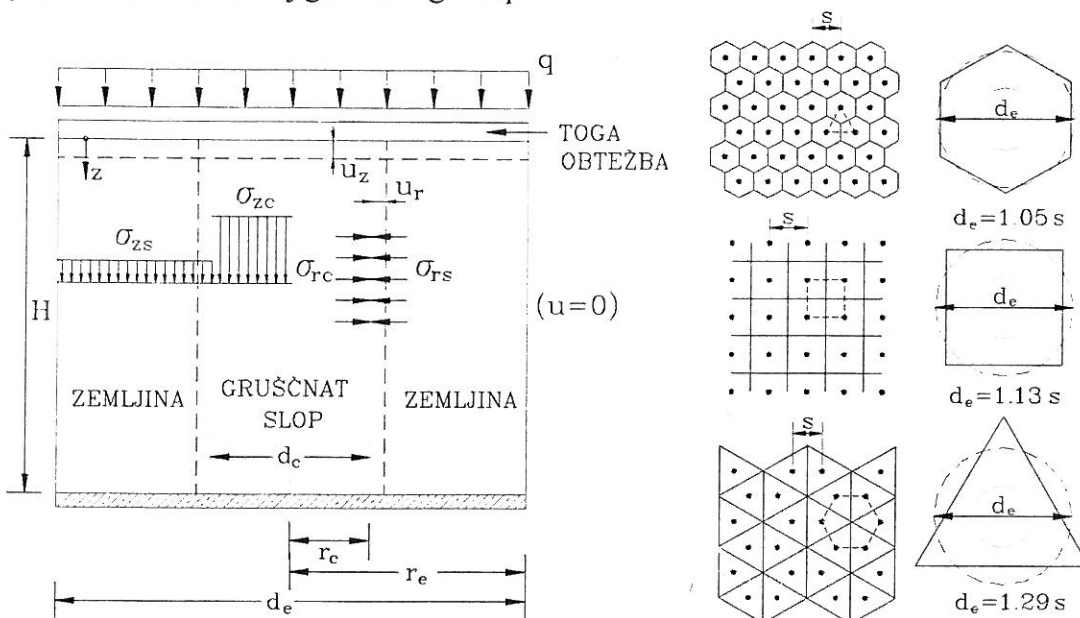 q
TOGA
OBTEŽBA
z
u_z
u_r
σ_zc
σ_zs
σ_rc
σ_rs
H
(u=0)
ZEMLJINA
GRUŠČNAT
SLOP
ZEMLJINA
d_c
r_c
r_e
d_e
s
d_e
d_e=1.05 s
s
d_e
d_e=1.13 s
s
d_e
d_e=1.29 s